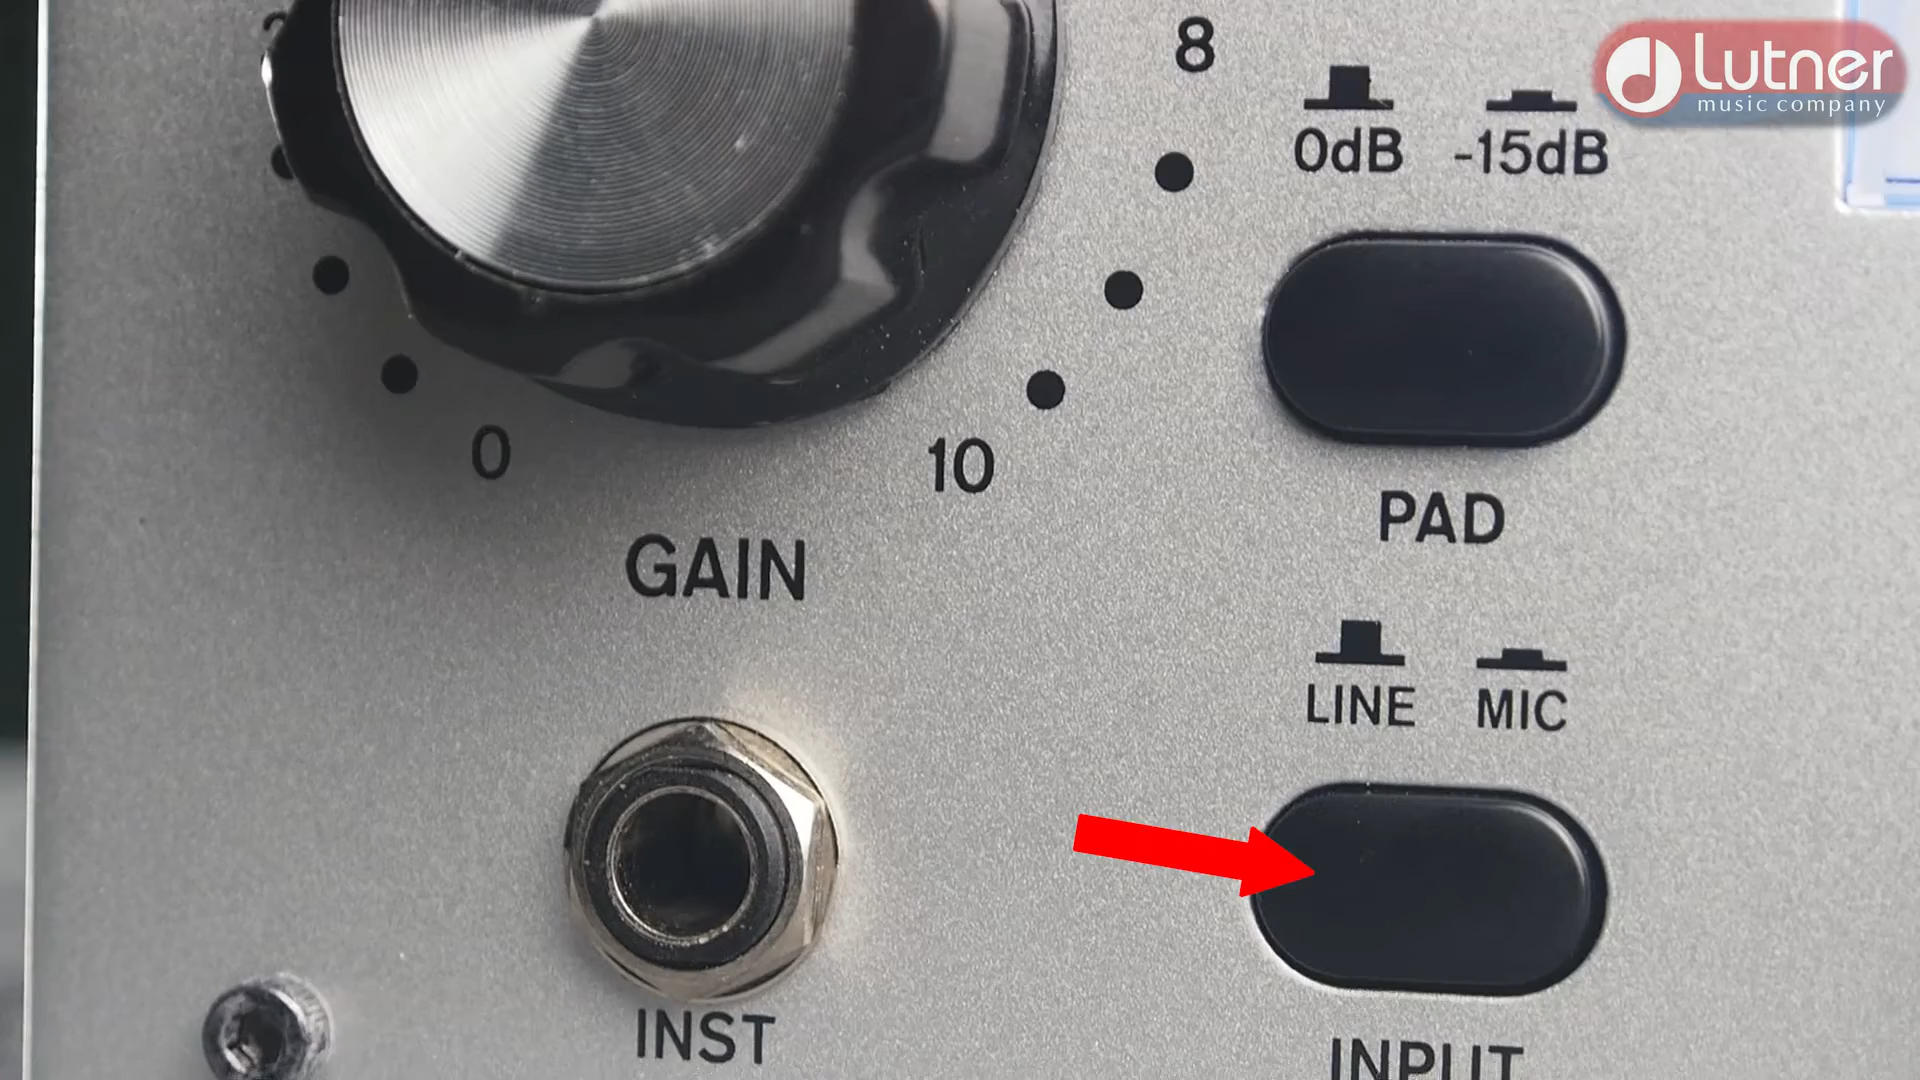 8
Lutner
music company
0dB -15dB
0
10
PAD
GAIN
LINE MIC
INST
INPUT